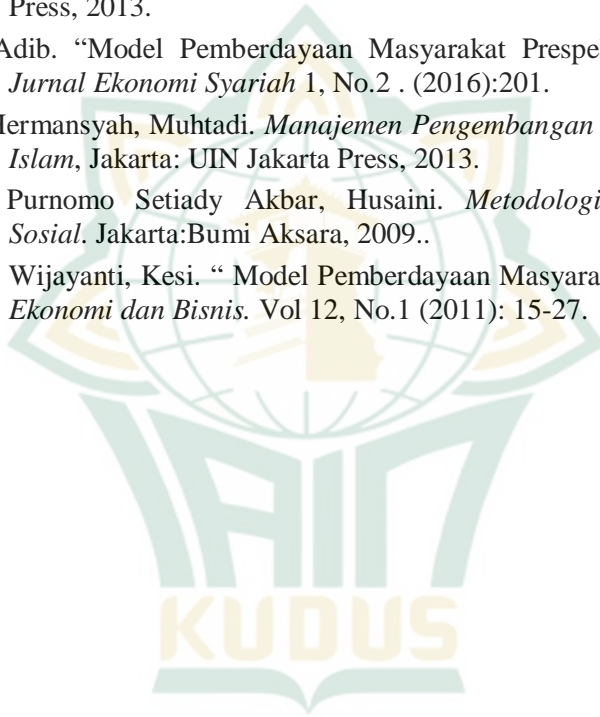 Press, 2013.
Adib. “Model Pemberdayaan Masyarakat Prespe
Jurnal Ekonomi Syariah 1, No.2 . (2016):201.
Hermansyah, Muhtadi. Manajemen Pengembangan
Islam, Jakarta: UIN Jakarta Press, 2013.
Purnomo Setiady Akbar, Husaini. Metodologi
Sosial. Jakarta:Bumi Aksara, 2009..
Wijayanti, Kesi. “ Model Pemberdayaan Masyara
Ekonomi dan Bisnis. Vol 12, No.1 (2011): 15-27.
IAIN
KUDUS